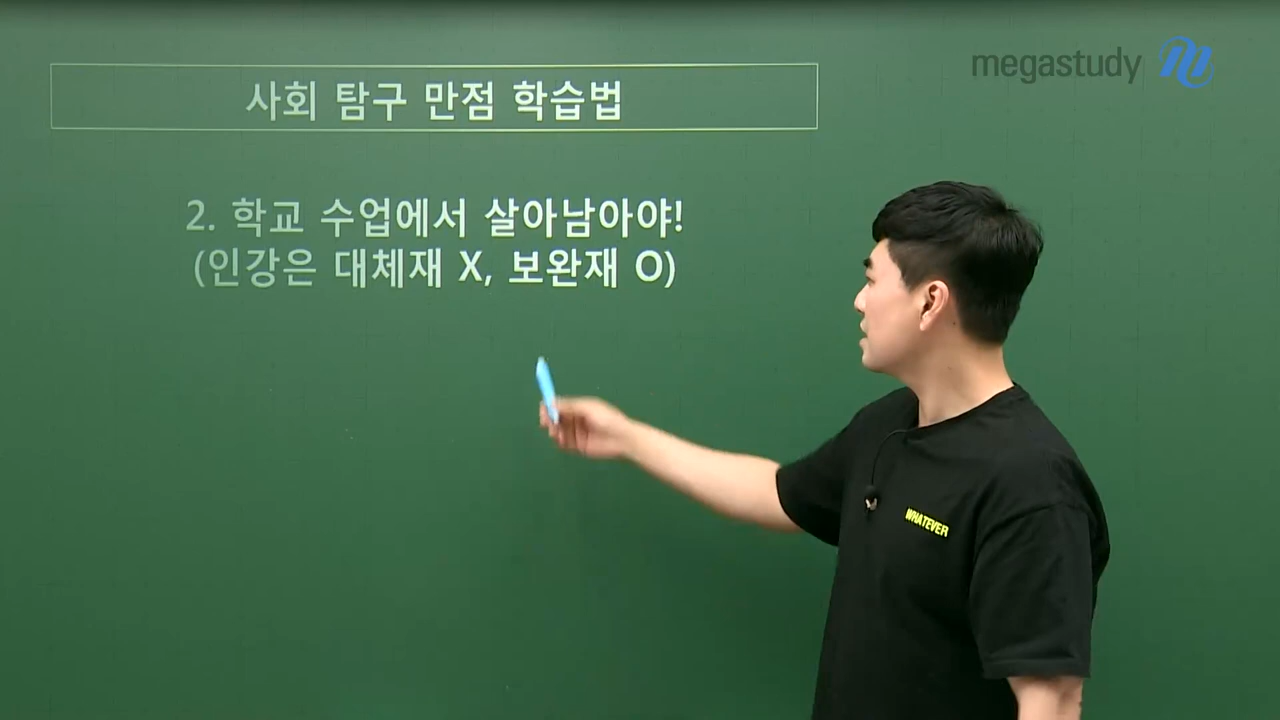 megastudy
사회 탐구 만점 학습법
2. 학교 수업에서 살아남아야!
(인강은 대체재 X, 보완재 O)
WHATEVER